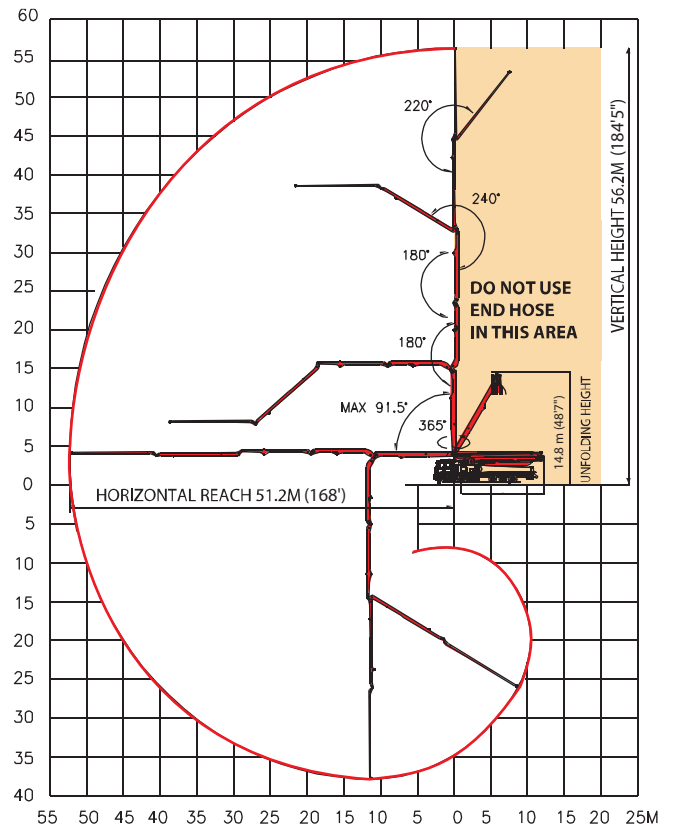 60
55
50
45
40
35
30
25
20
15
10
5
0
5
10
15
20
25
30
35
40
55 50 45 40 35 30 25 20 15 10 5 0 5 10 15 20 25M
220°
240°
180°
180°
MAX 91.5°
365°
DO NOT USE
END HOSE
IN THIS AREA
VERTICAL HEIGHT 56.2M (184'5")
14.8 m (48'7")
UNFOLDING HEIGHT
HORIZONTAL REACH 51.2M (168')